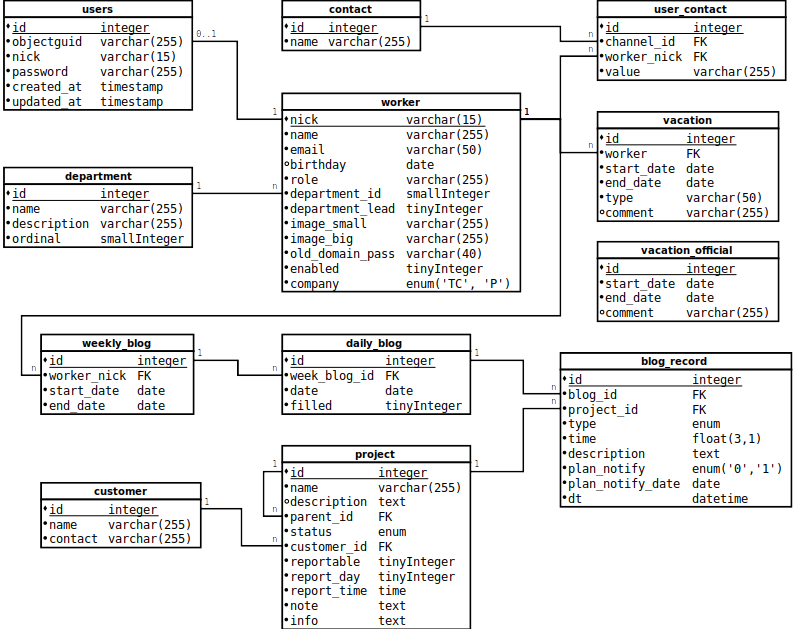 users
id integer
objectguid varchar(255)
nick varchar(15)
password varchar(255)
created_at timestamp
updated_at timestamp
0..1
1
contact
id integer
name varchar(255)
1
n
n
user_contact
id integer
channel_id FK
worker_nick FK
value varchar(255)
worker
nick varchar(15)
name varchar(255)
email varchar(50)
birthday date
role varchar(255)
department_id smallInteger
department_lead tinyInteger
image_small varchar(255)
image_big varchar(255)
old_domain_pass varchar(40)
enabled tinyInteger
company enum('TC', 'P')
1
n
vacation
id integer
worker FK
start_date date
end_date date
type varchar(50)
comment varchar(255)
department
id integer
name varchar(255)
description varchar(255)
ordinal smallInteger
1
n
vacation_official
id integer
start_date date
end_date date
comment varchar(255)
n
weekly_blog
id integer
worker_nick FK
start_date date
end_date date
1
n
daily_blog
id integer
week_blog_id FK
date date
filled tinyInteger
1
n
n
blog_record
id integer
blog_id FK
project_id FK
type enum
time float(3,1)
description text
plan_notify enum('0','1')
plan_notify_date date
dt datetime
customer
id integer
name varchar(255)
contact varchar(255)
1
1
n
n
project
id integer
name varchar(255)
description text
parent_id FK
status enum
customer_id FK
reportable tinyInteger
report_day tinyInteger
report_time time
note text
info text
1